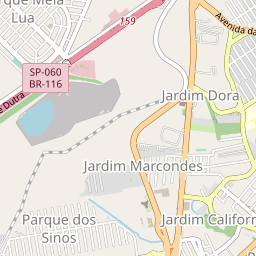 Parque Meia
Lua
159
Avenida da
SP-060
BR-116
Dutra
Jardim Dora
Jardim Marcondes
Parque dos
Sinos
Jardim Califor